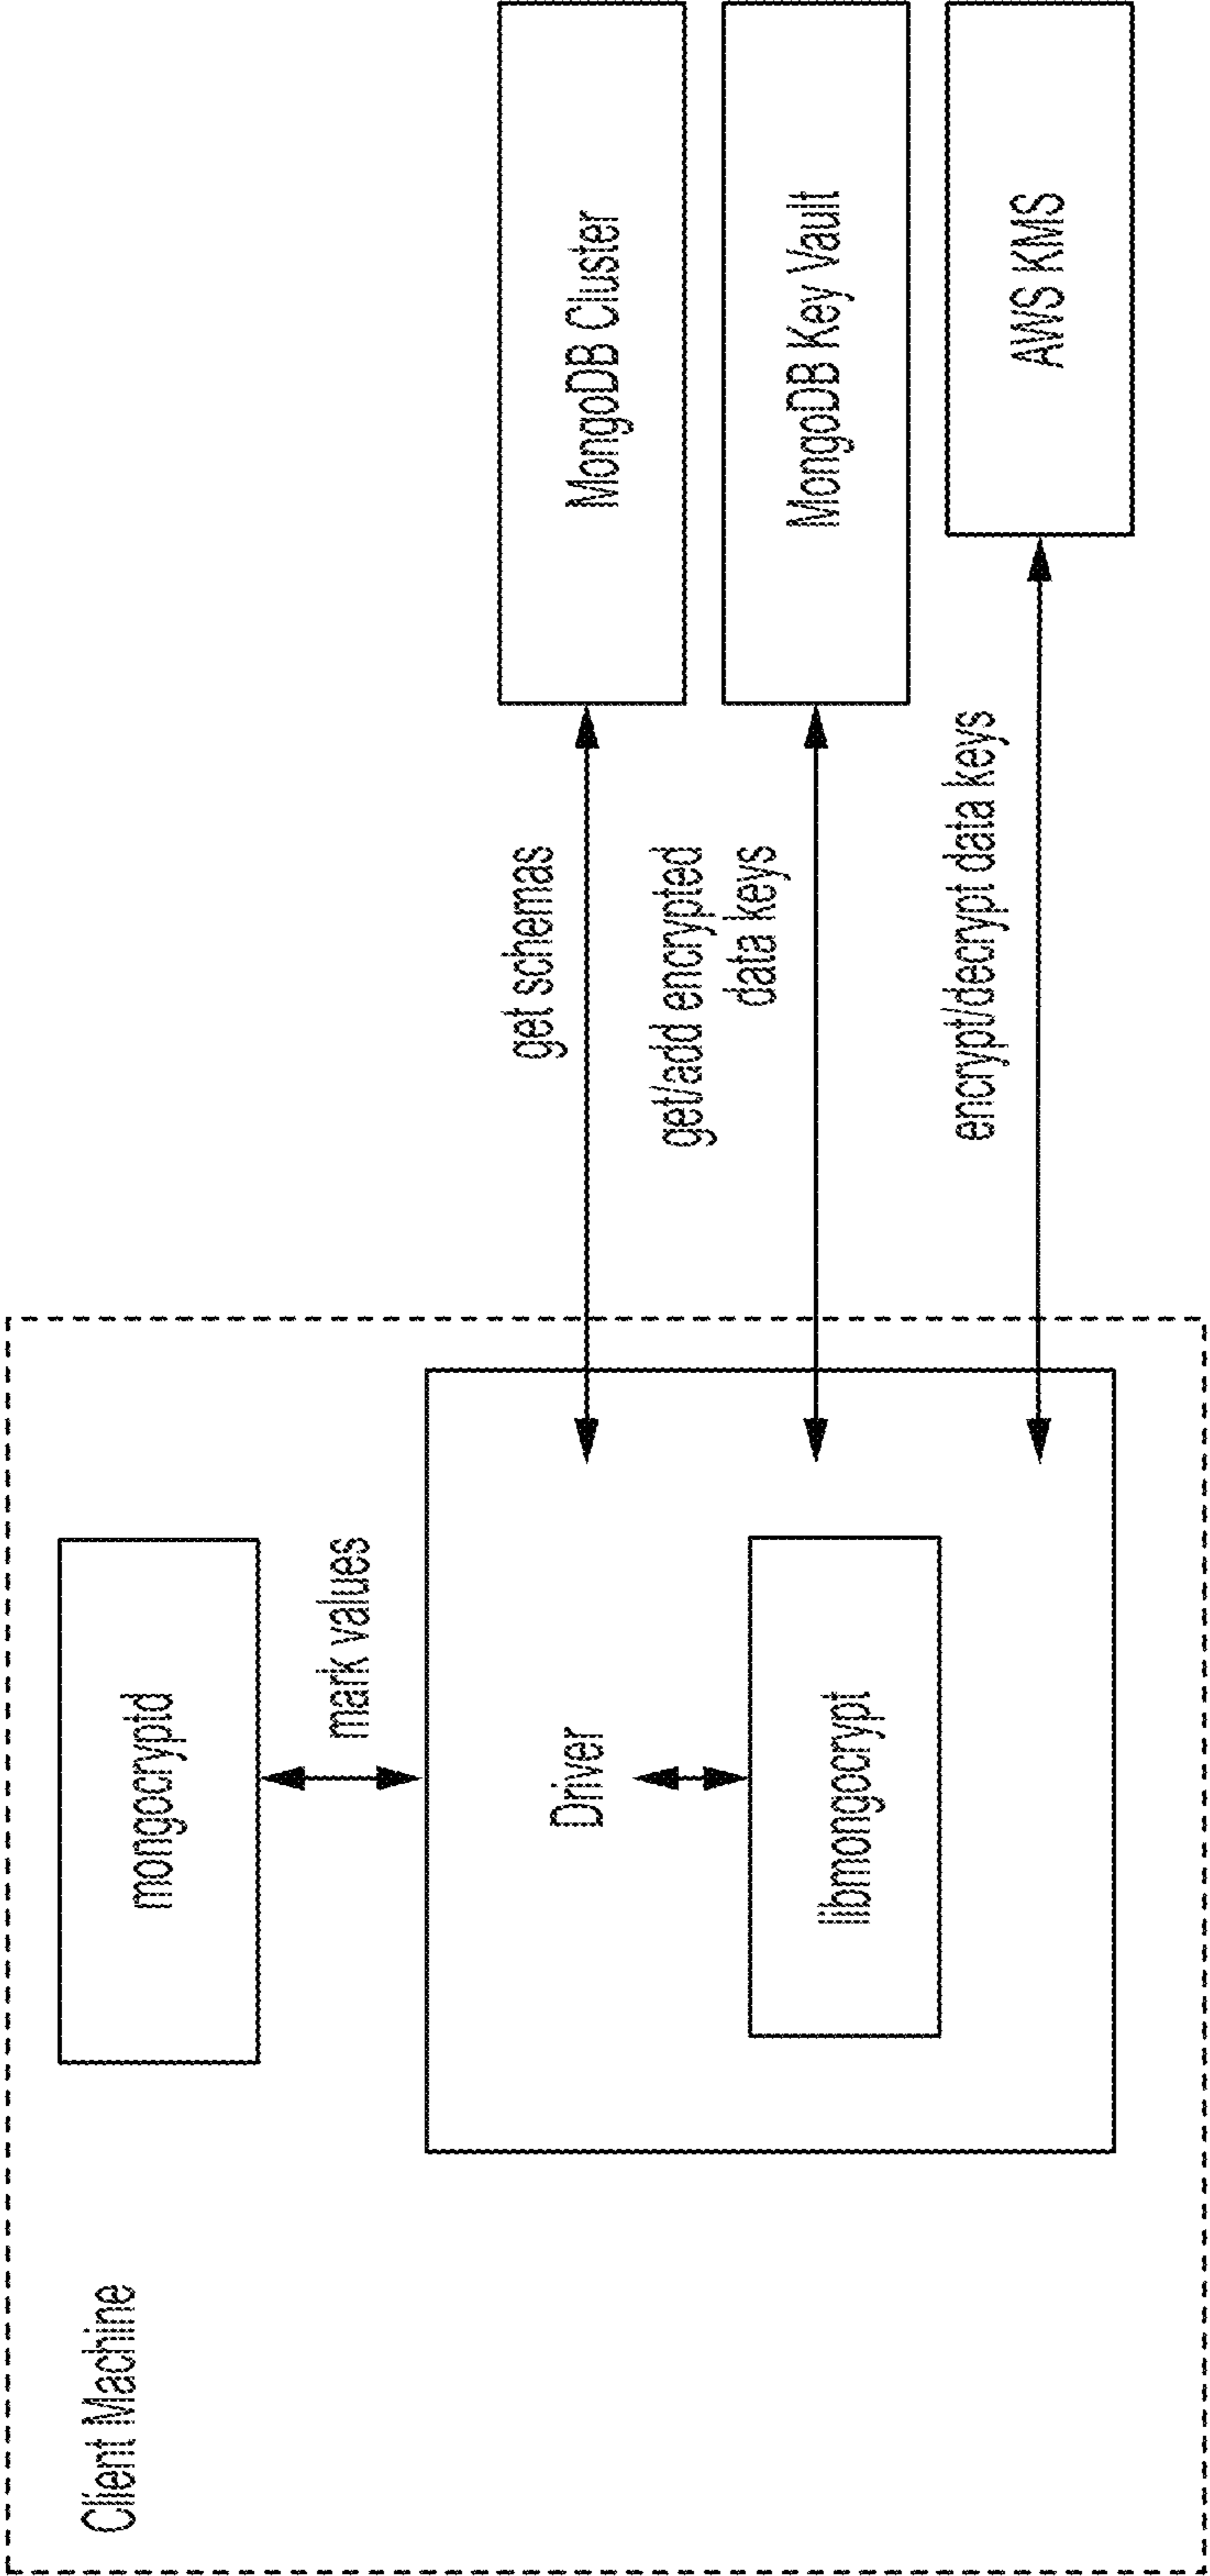 Client Machine
mongocryptd
mark values
Driver
libmongocrypt
get schemas
get/add encrypted
data keys
encrypt/decrypt data keys
MongoDB Cluster
MongoDB Key Vault
AWS KMS